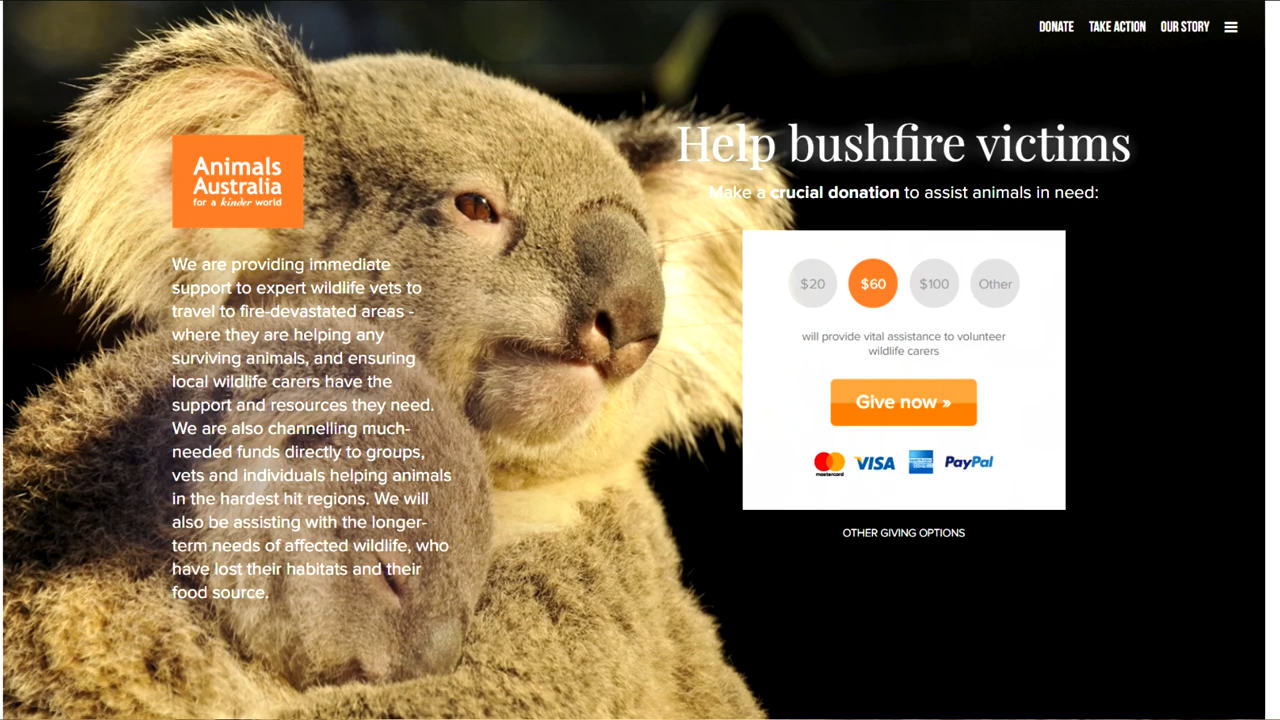 DONATE TAKE ACTION OUR STORY
Animals
Australia
for a kinder world
We are providing immediate
support to expert wildlife vets to
travel to fire-devastated areas -
where they are helping any
surviving animals, and ensuring
local wildlife carers have the
support and resources they need.
We are also channelling much-
needed funds directly to groups,
vets and individuals helping animals
in the hardest hit regions. We will
also be assisting with the longer-
term needs of affected wildlife, who
have lost their habitats and their
food source.
Help bushfire victims
Make a crucial donation to assist animals in need:
$20 $60 $100 Other
will provide vital assistance to volunteer
wildlife carers
Give now »
mastercard VISA AMERICAN EXPRESS PayPal
OTHER GIVING OPTIONS